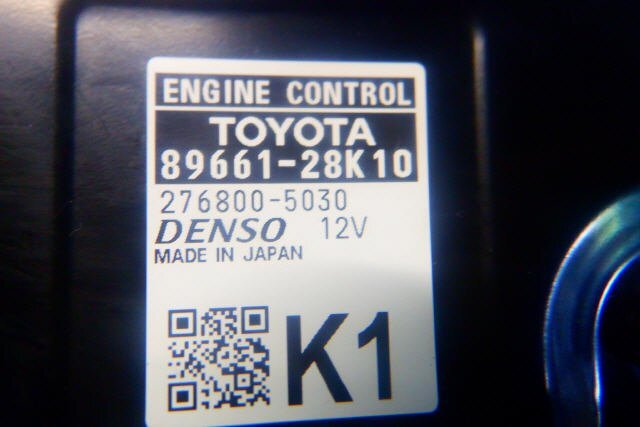 ENGINE CONTROL
TOYOTA
89661-28K10
276800-5030
DENSO 12V
MADE IN JAPAN
K1